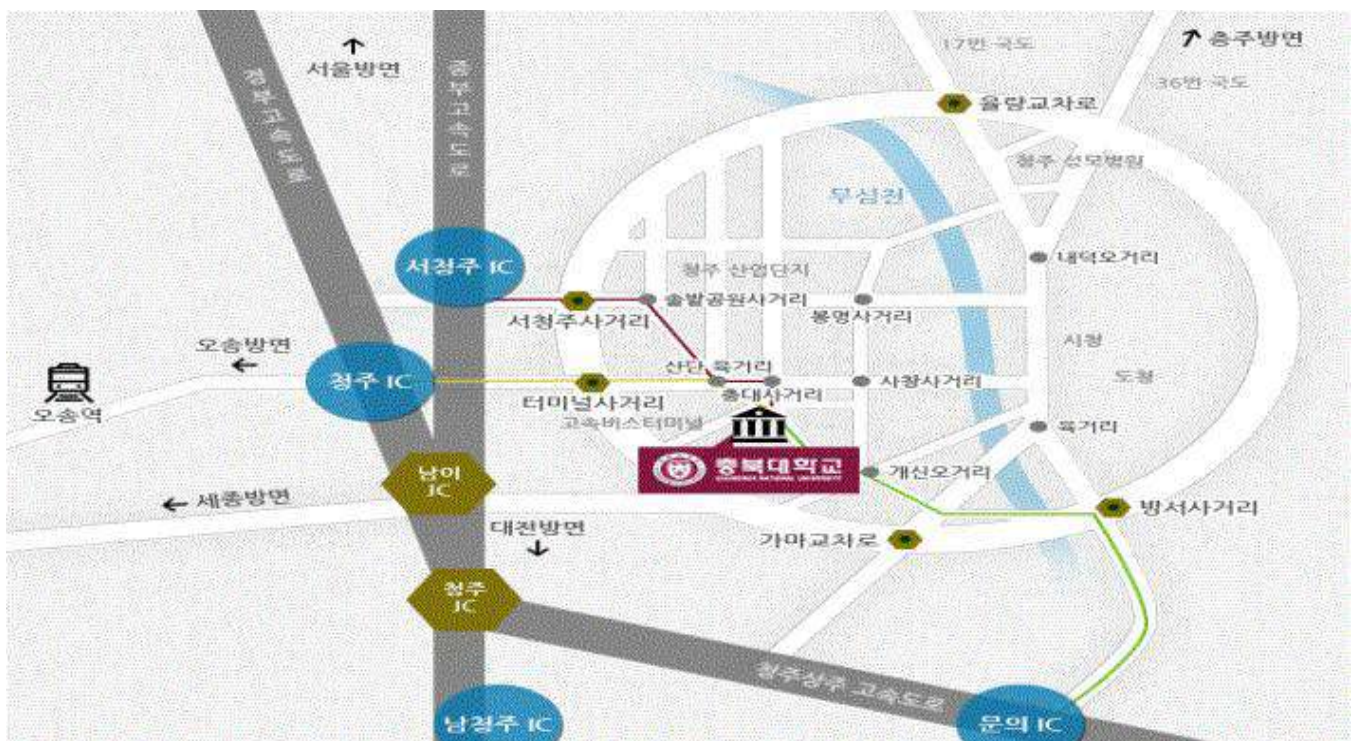 17번 국도
충주방면
서울방면
경부고속도로
중부고속도로
36번 국도
율량교차로
청주 성모병원
무심천
서청주 IC
청주 산업단지
내덕오거리
솔밭공원사거리
서청주사거리
봉명사거리
오송방면
시청
산단 육거리
청주 IC
사창사거리
도청
오송역
터미널사거리
충대사거리
고속버스터미널
육거리
충북대학교
CHUNGBUK NATIONAL UNIVERSITY
개신오거리
남이
JC
세종방면
대전방면
방서사거리
가마교차로
청주
JC
청주상주 고속도로
남청주 IC
문의 IC